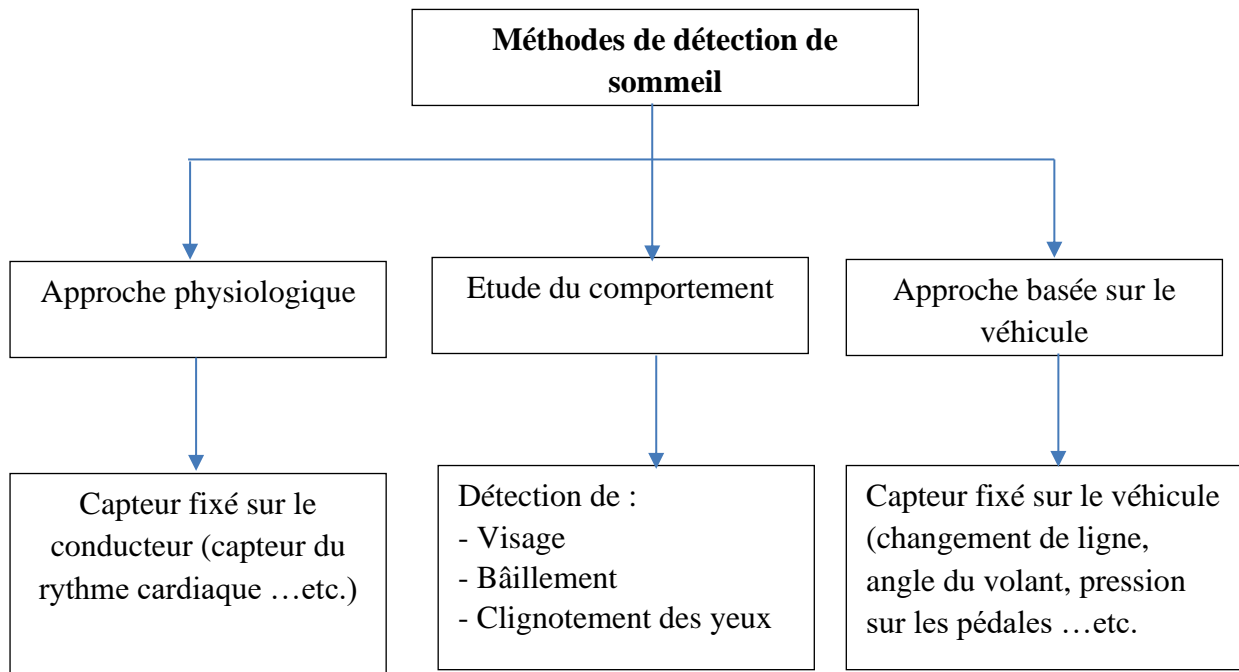 Méthodes de détection de
sommeil
Approche physiologique
Etude du comportement
Approche basée sur le
véhicule
Capteur fixé sur le
conducteur (capteur du
rythme cardiaque …etc.)
Détection de :
- Visage
- Bâillement
- Clignotement des yeux
Capteur fixé sur le véhicule
(changement de ligne,
angle du volant, pression
sur les pédales …etc.